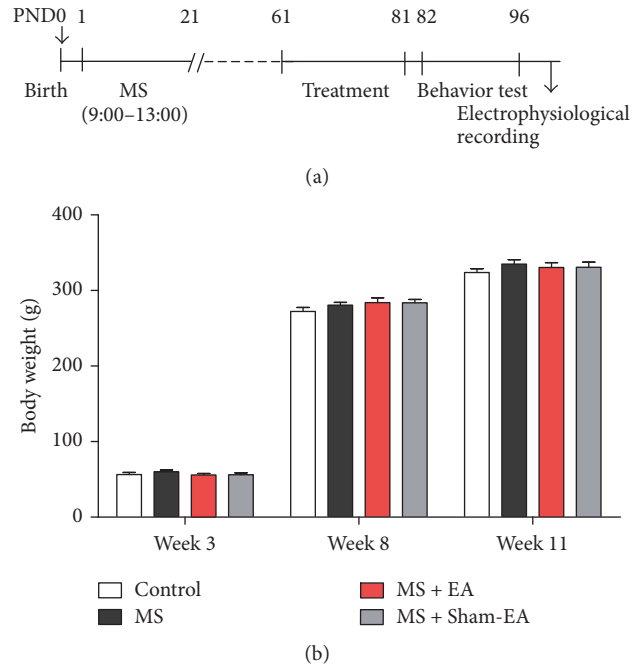 PND0 1 21 61 81 82 96
Birth MS Treatment Behavior test
(9:00–13:00) Electrophysiological
recording
(a)
400
300
200
100
0
Body weight (g)
Week 3 Week 8 Week 11
Control MS + EA
MS MS + Sham-EA
(b)